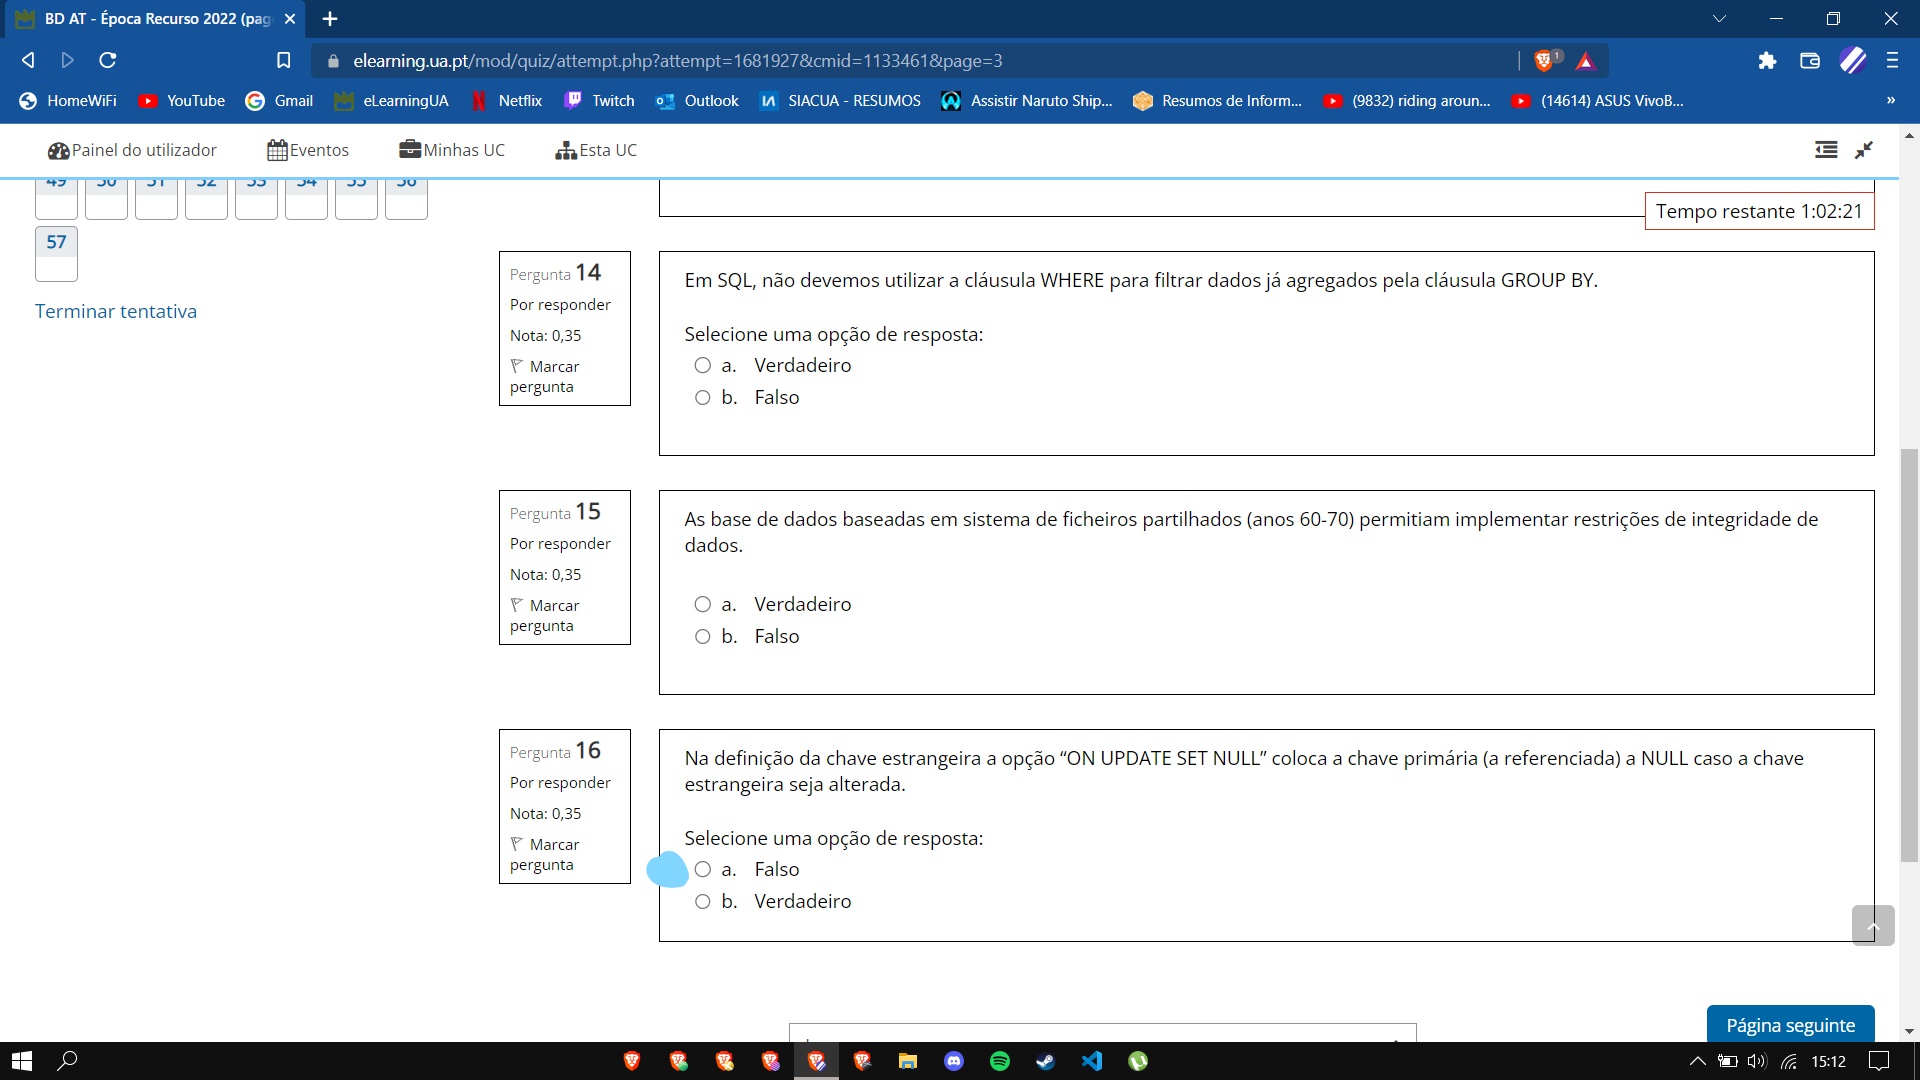 BD AT - Época Recurso 2022 (pag
elearning.ua.pt/mod/quiz/attempt.php?attempt=1681927&cmid=1133461&page=3
1
HomeWiFi
YouTube
Gmail
eLearningUA
Netflix
Twitch
Outlook
SIACUA - RESUMOS
Assistir Naruto Ship...
Resumos de Inform...
(9832) riding aroun...
(14614) ASUS VivoB...
»
Painel do utilizador
Eventos
Minhas UC
Esta UC
49 50 51 52 53 54 55 56
57
Terminar tentativa
Tempo restante 1:02:21
Pergunta 14
Por responder
Nota: 0,35
Marcar
pergunta
Em SQL, não devemos utilizar a cláusula WHERE para filtrar dados já agregados pela cláusula GROUP BY.
Selecione uma opção de resposta:
a. Verdadeiro
b. Falso
Pergunta 15
Por responder
Nota: 0,35
Marcar
pergunta
As base de dados baseadas em sistema de ficheiros partilhados (anos 60-70) permitiam implementar restrições de integridade de
dados.
a. Verdadeiro
b. Falso
Pergunta 16
Por responder
Nota: 0,35
Marcar
pergunta
Na definição da chave estrangeira a opção “ON UPDATE SET NULL” coloca a chave primária (a referenciada) a NULL caso a chave
estrangeira seja alterada.
Selecione uma opção de resposta:
a. Falso
b. Verdadeiro
Página seguinte
15:12